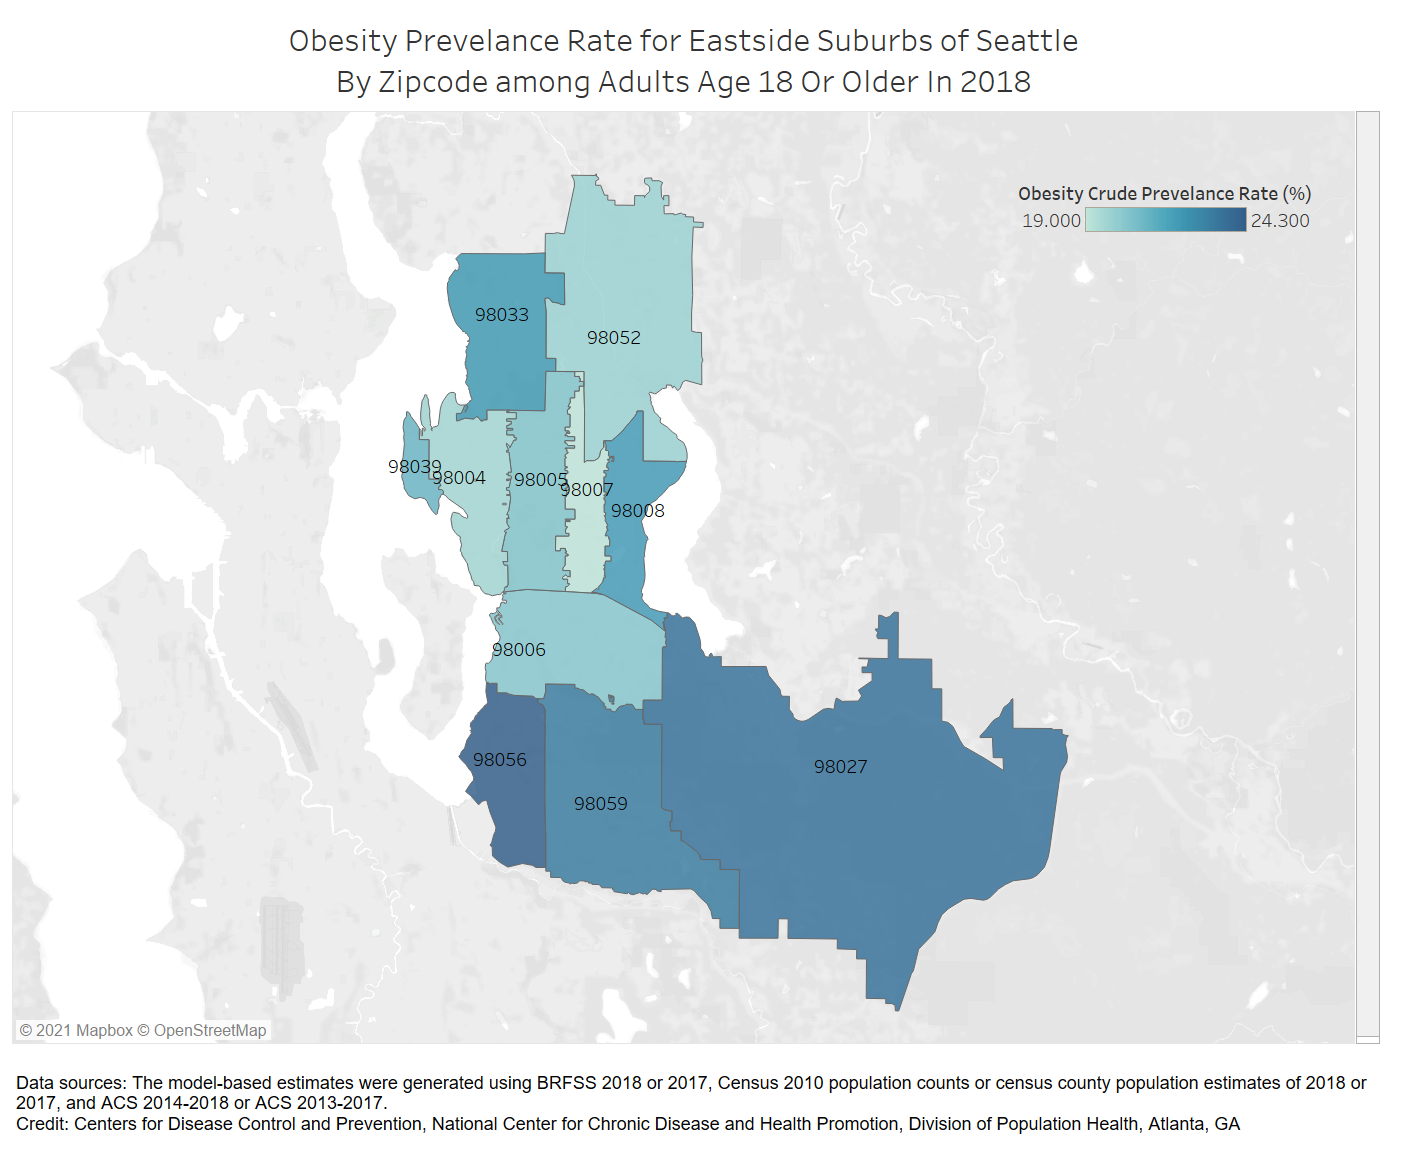 Obesity Prevelance Rate for Eastside Suburbs of Seattle
By Zipcode among Adults Age 18 Or Older In 2018
Obesity Crude Prevelance Rate (%)
19.000 24.300
98033
98052
98039
98004
98005
98007
98008
98006
98056
98027
98059
© 2021 Mapbox © OpenStreetMap
Data sources: The model-based estimates were generated using BRFSS 2018 or 2017, Census 2010 population counts or census county population estimates of 2018 or
2017, and ACS 2014-2018 or ACS 2013-2017.
Credit: Centers for Disease Control and Prevention, National Center for Chronic Disease and Health Promotion, Division of Population Health, Atlanta, GA